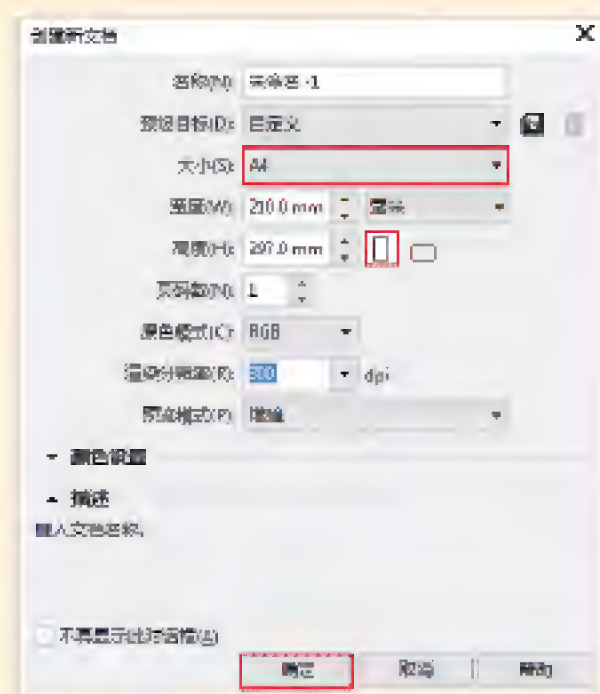 创建新文档
名称(N): 未命名 -1
预设目标(D): 自定义
大小(S): A4
宽度(W): 210.0 mm 毫米
高度(H): 297.0 mm
页码数(N): 1
原色模式(C): RGB
渲染分辨率(R): 300 dpi
预览模式(P): 增强
颜色设置
描述
键入文档名称。
不再显示此对话框(A)
确定 取消 帮助